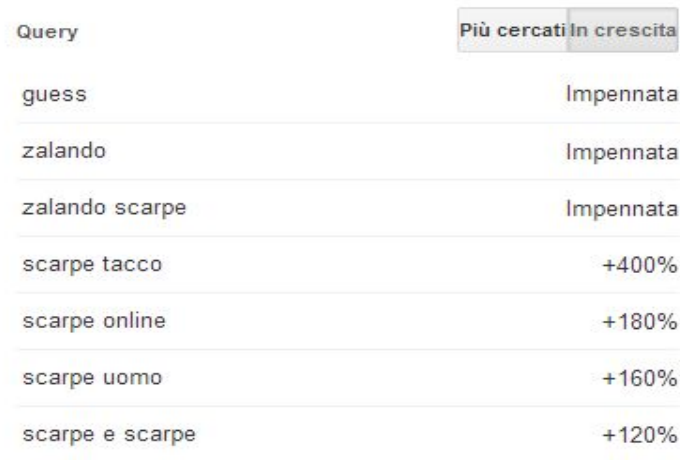 Query Più cercati In crescita
guess Impennata
zalando Impennata
zalando scarpe Impennata
scarpe tacco +400%
scarpe online +180%
scarpe uomo +160%
scarpe e scarpe +120%